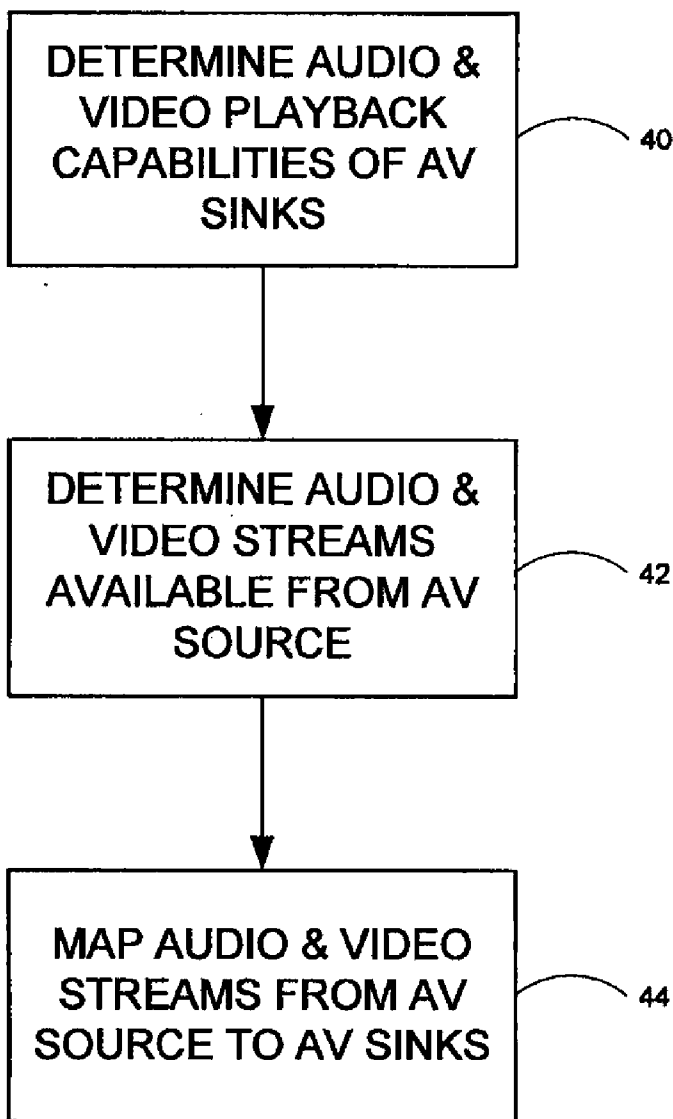 DETERMINE AUDIO &
VIDEO PLAYBACK
CAPABILITIES OF AV
SINKS
40
DETERMINE AUDIO &
VIDEO STREAMS
AVAILABLE FROM AV
SOURCE
42
MAP AUDIO & VIDEO
STREAMS FROM AV
SOURCE TO AV SINKS
44